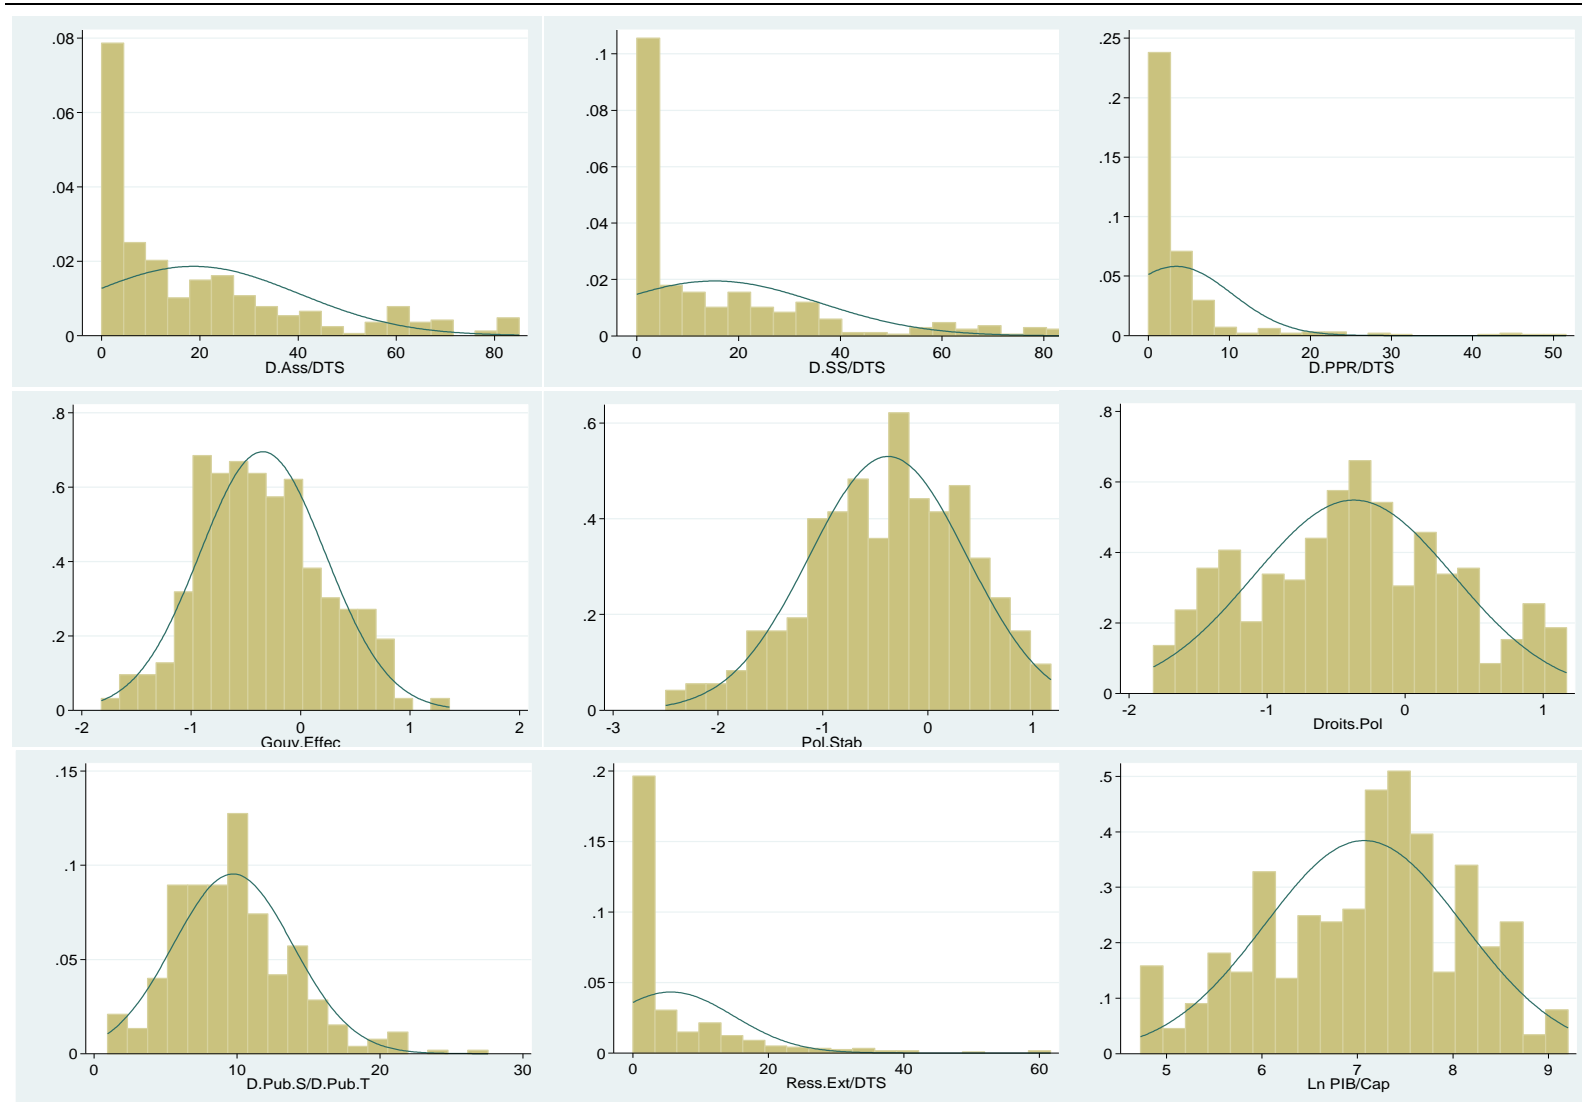 .08
.06
.04
.02
0
0 20 40 60 80
D.Ass/DTS
.1
.08
.06
.04
.02
0
0 20 40 60 80
D.SS/DTS
.25
.2
.15
.1
.05
0
0 10 20 30 40 50
D.PPR/DTS
.8
.6
.4
.2
0
-2 -1 0 1 2
Gouv.Effec
.6
.4
.2
0
-3 -2 -1 0 1
Pol.Stab
.8
.6
.4
.2
0
-2 -1 0 1
Droits.Pol
.15
.1
.05
0
0 10 20 30
D.Pub.S/D.Pub.T
.2
.15
.1
.05
0
0 20 40 60
Ress.Ext/DTS
.5
.4
.3
.2
.1
0
5 6 7 8 9
Ln PIB/Cap